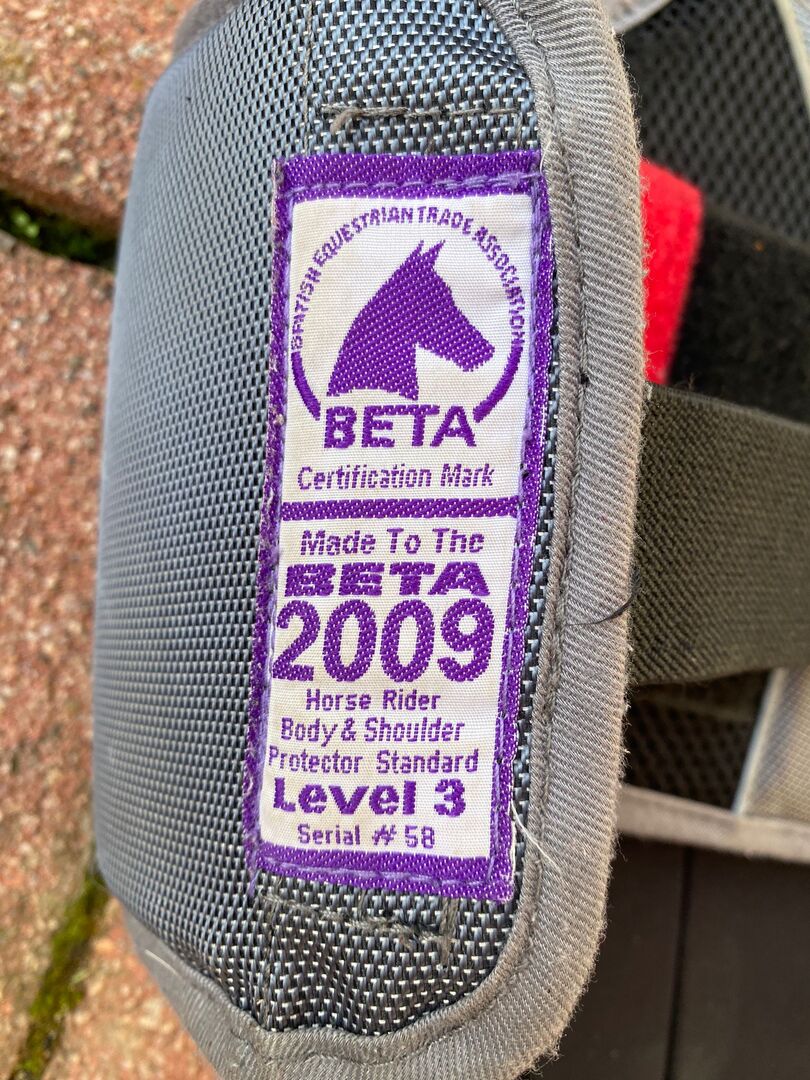 BRITISH EQUESTRIAN TRADE ASSOCIATION
BETA
Certification Mark
Made To The
BETA
2009
Horse Rider
Body & Shoulder
Protector Standard
Level 3
Serial # 58